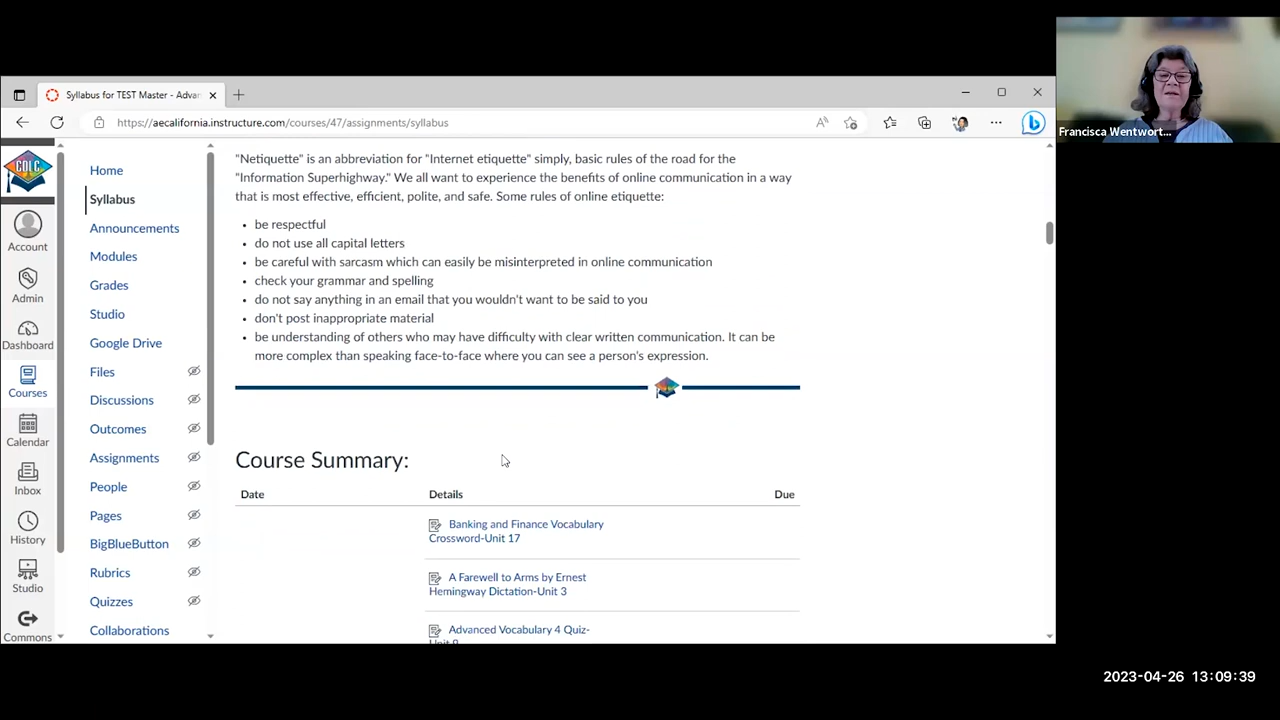 Syllabus for TEST Master - Advan
https://aecalifornia.instructure.com/courses/47/assignments/syllabus
Francisca Wentwort...
COLC
Account
Admin
Dashboard
Courses
Calendar
Inbox
History
Studio
Commons
Home
Syllabus
Announcements
Modules
Grades
Studio
Google Drive
Files
Discussions
Outcomes
Assignments
People
Pages
BigBlueButton
Rubrics
Quizzes
Collaborations
"Netiquette" is an abbreviation for "Internet etiquette" simply, basic rules of the road for the
"Information Superhighway." We all want to experience the benefits of online communication in a way
that is most effective, efficient, polite, and safe. Some rules of online etiquette:
• be respectful
• do not use all capital letters
• be careful with sarcasm which can easily be misinterpreted in online communication
• check your grammar and spelling
• do not say anything in an email that you wouldn't want to be said to you
• don't post inappropriate material
• be understanding of others who may have difficulty with clear written communication. It can be
more complex than speaking face-to-face where you can see a person's expression.
Course Summary:
Date Details Due
Banking and Finance Vocabulary
Crossword-Unit 17
A Farewell to Arms by Ernest
Hemingway Dictation-Unit 3
Advanced Vocabulary 4 Quiz-
Unit 9
2023-04-26 13:09:39